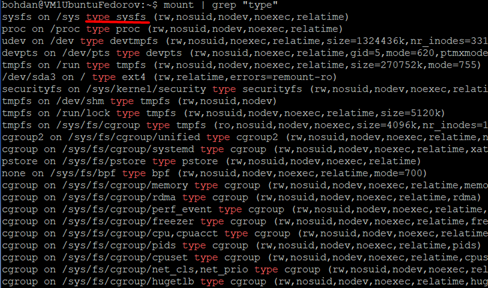 bohdan@VM1UbuntuFedorov:~$ mount | grep "type"
sysfs on /sys type sysfs (rw,nosuid,nodev,noexec,relatime)
proc on /proc type proc (rw,nosuid,nodev,noexec,relatime)
udev on /dev type devtmpfs (rw,nosuid,relatime,size=1324436k,nr_inodes=331
devpts on /dev/pts type devpts (rw,nosuid,noexec,relatime,gid=5,mode=620,ptmxmode
tmpfs on /run type tmpfs (rw,nosuid,noexec,relatime,size=270752k,mode=755)
/dev/sda3 on / type ext4 (rw,relatime,errors=remount-ro)
securityfs on /sys/kernel/security type securityfs (rw,nosuid,nodev,noexec,relati
tmpfs on /dev/shm type tmpfs (rw,nosuid,nodev)
tmpfs on /run/lock type tmpfs (rw,nosuid,nodev,noexec,relatime,size=5120k)
tmpfs on /sys/fs/cgroup type tmpfs (ro,nosuid,nodev,noexec,size=4096k,nr_inodes=1
cgroup2 on /sys/fs/cgroup/unified type cgroup2 (rw,nosuid,nodev,noexec,relatime,n
cgroup on /sys/fs/cgroup/systemd type cgroup (rw,nosuid,nodev,noexec,relatime,xat
pstore on /sys/fs/pstore type pstore (rw,nosuid,nodev,noexec,relatime)
none on /sys/fs/bpf type bpf (rw,nosuid,nodev,noexec,relatime,mode=700)
cgroup on /sys/fs/cgroup/memory type cgroup (rw,nosuid,nodev,noexec,relatime,memo
cgroup on /sys/fs/cgroup/rdma type cgroup (rw,nosuid,nodev,noexec,relatime,rdma)
cgroup on /sys/fs/cgroup/perf_event type cgroup (rw,nosuid,nodev,noexec,relatime,
cgroup on /sys/fs/cgroup/freezer type cgroup (rw,nosuid,nodev,noexec,relatime,fre
cgroup on /sys/fs/cgroup/cpu,cpuacct type cgroup (rw,nosuid,nodev,noexec,relatime
cgroup on /sys/fs/cgroup/pids type cgroup (rw,nosuid,nodev,noexec,relatime,pids)
cgroup on /sys/fs/cgroup/cpuset type cgroup (rw,nosuid,nodev,noexec,relatime,cpus
cgroup on /sys/fs/cgroup/net_cls,net_prio type cgroup (rw,nosuid,nodev,noexec,rel
cgroup on /sys/fs/cgroup/hugetlb type cgroup (rw,nosuid,nodev,noexec,relatime,hug